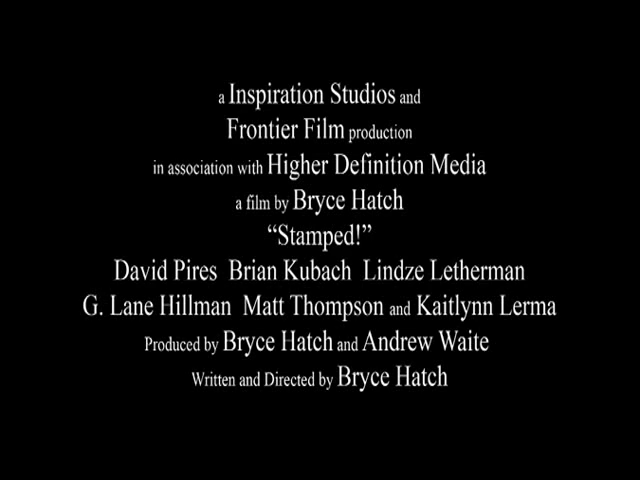 a Inspiration Studios and
Frontier Film production
in association with Higher Definition Media
a film by Bryce Hatch
“Stamped!”
David Pires Brian Kubach Lindze Letherman
G. Lane Hillman Matt Thompson and Kaitlynn Lerma
Produced by Bryce Hatch and Andrew Waite
Written and Directed by Bryce Hatch